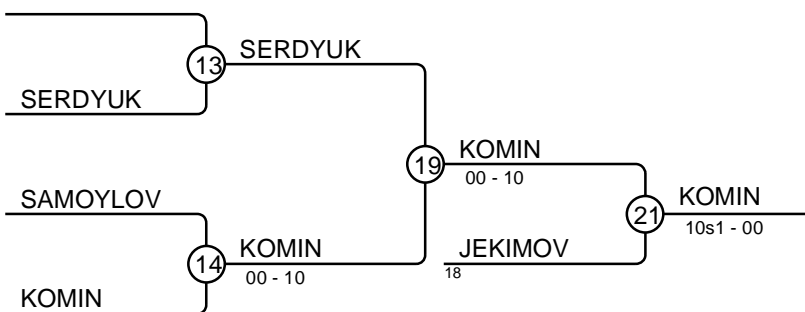 SERDYUK
13
SERDYUK
KOMIN
19
00 - 10
SAMOYLOV
KOMIN
21
10s1 - 00
KOMIN
JEKIMOV
14
00 - 10
18
KOMIN